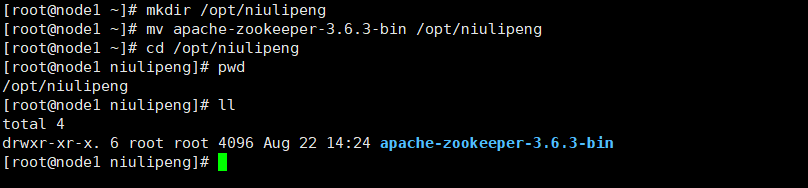 [root@node1 ~]# mkdir /opt/niulipeng
[root@node1 ~]# mv apache-zookeeper-3.6.3-bin /opt/niulipeng
[root@node1 ~]# cd /opt/niulipeng
[root@node1 niulipeng]# pwd
/opt/niulipeng
[root@node1 niulipeng]# ll
total 4
drwxr-xr-x. 6 root root 4096 Aug 22 14:24 apache-zookeeper-3.6.3-bin
[root@node1 niulipeng]#